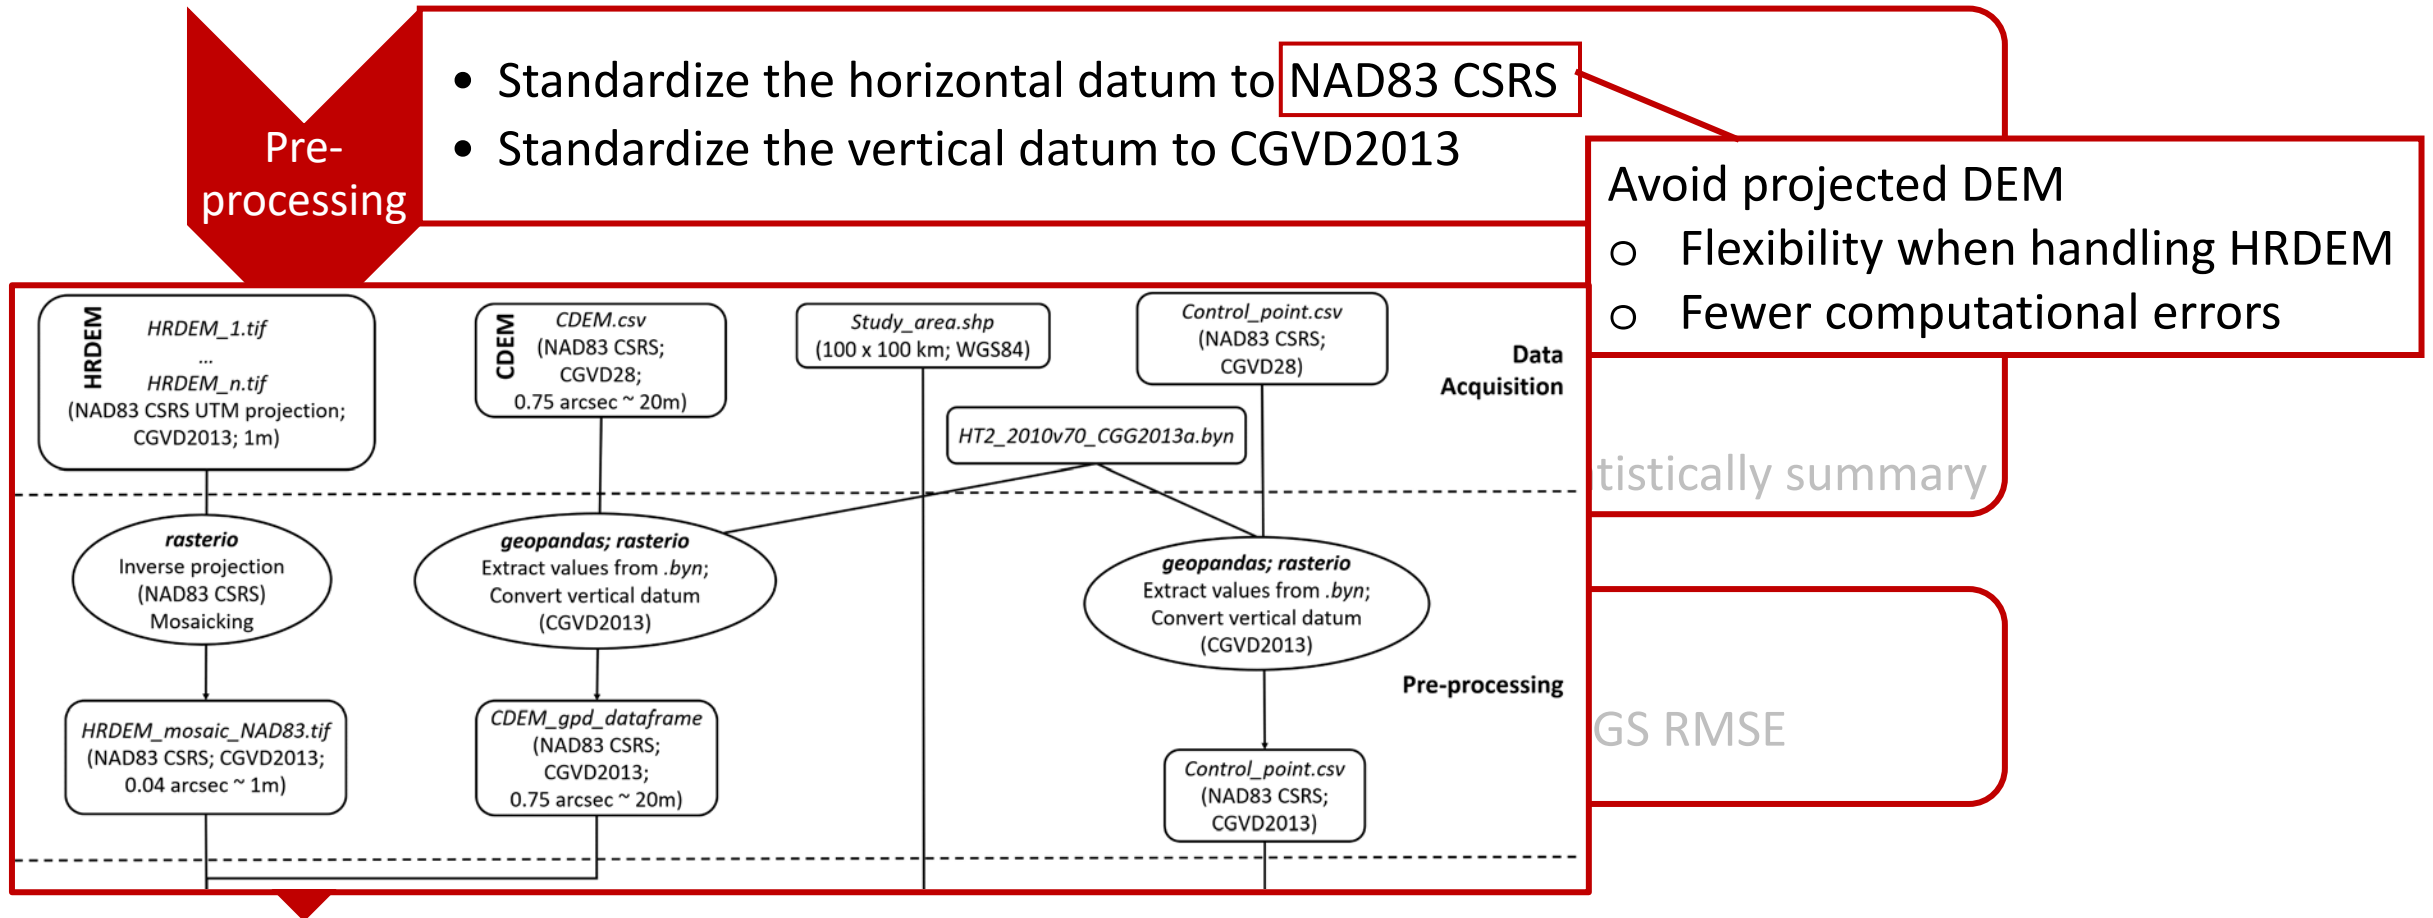 Pre-
processing
• Standardize the horizontal datum to NAD83 CSRS
• Standardize the vertical datum to CGVD2013
Avoid projected DEM
o Flexibility when handling HRDEM
o Fewer computational errors
HRDEM
HRDEM_1.tif
...
HRDEM_n.tif
(NAD83 CSRS UTM projection;
CGVD2013; 1m)
CDEM
CDEM.csv
(NAD83 CSRS;
CGVD28;
0.75 arcsec ~ 20m)
Study_area.shp
(100 x 100 km; WGS84)
Control_point.csv
(NAD83 CSRS;
CGVD28)
Data
Acquisition
HT2_2010v70_CGG2013a.byn
tistically summary
rasterio
Inverse projection
(NAD83 CSRS)
Mosaicking
geopandas; rasterio
Extract values from .byn;
Convert vertical datum
(CGVD2013)
geopandas; rasterio
Extract values from .byn;
Convert vertical datum
(CGVD2013)
Pre-processing
HRDEM_mosaic_NAD83.tif
(NAD83 CSRS; CGVD2013;
0.04 arcsec ~ 1m)
CDEM_gpd_dataframe
(NAD83 CSRS;
CGVD2013;
0.75 arcsec ~ 20m)
Control_point.csv
(NAD83 CSRS;
CGVD2013)
GS RMSE